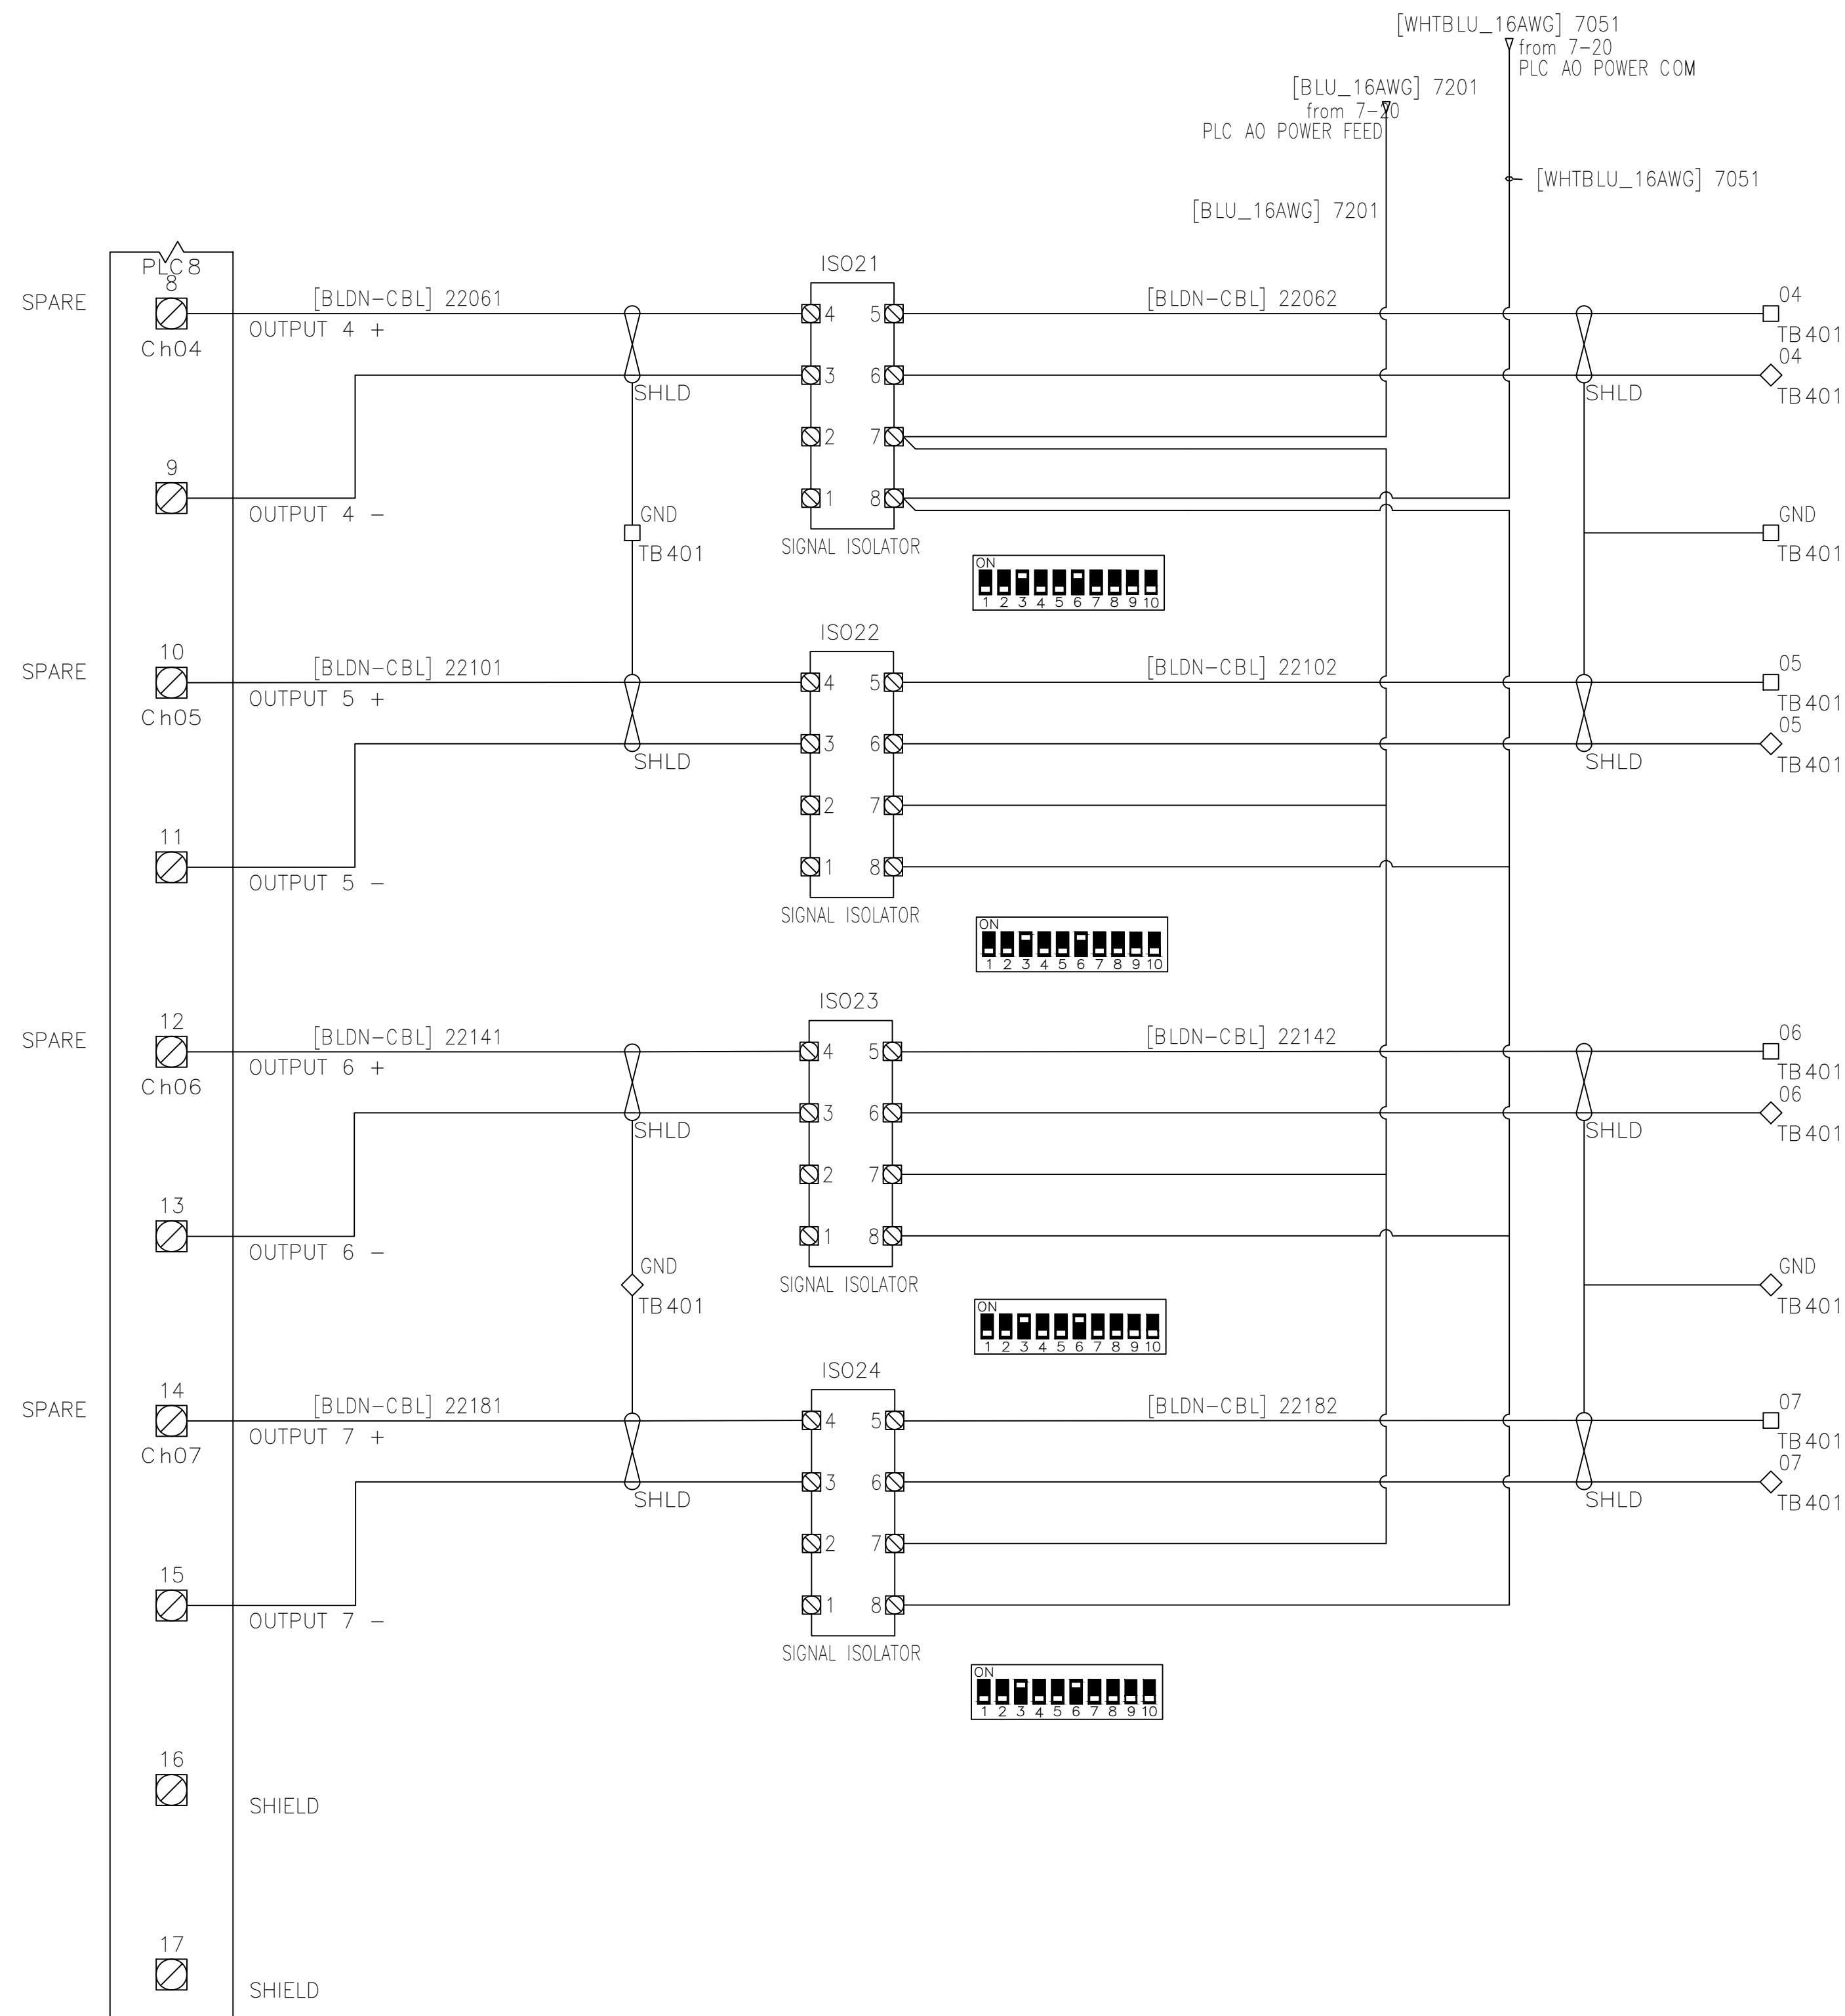 [WHTBLU_16AWG] 7051
from 7-20
PLC AO POWER COM
[BLU_16AWG] 7201
from 7-20
PLC AO POWER FEED
[WHTBLU_16AWG] 7051
[BLU_16AWG] 7201
PLC8
SPARE
8
Ch04
[BLDN-CBL] 22061
OUTPUT 4 +
SHLD
9
OUTPUT 4 -
GND
TB401
ISO21
4 5
3 6
2 7
1 8
SIGNAL ISOLATOR
[BLDN-CBL] 22062
SHLD
04
TB401
04
TB401
GND
TB401
ON
1 2 3 4 5 6 7 8 9 10
SPARE
10
Ch05
[BLDN-CBL] 22101
OUTPUT 5 +
SHLD
11
OUTPUT 5 -
ISO22
4 5
3 6
2 7
1 8
SIGNAL ISOLATOR
[BLDN-CBL] 22102
SHLD
05
TB401
05
TB401
ON
1 2 3 4 5 6 7 8 9 10
SPARE
12
Ch06
[BLDN-CBL] 22141
OUTPUT 6 +
SHLD
13
OUTPUT 6 -
GND
TB401
ISO23
4 5
3 6
2 7
1 8
SIGNAL ISOLATOR
[BLDN-CBL] 22142
SHLD
06
TB401
06
TB401
GND
TB401
ON
1 2 3 4 5 6 7 8 9 10
SPARE
14
Ch07
[BLDN-CBL] 22181
OUTPUT 7 +
SHLD
15
OUTPUT 7 -
ISO24
4 5
3 6
2 7
1 8
SIGNAL ISOLATOR
[BLDN-CBL] 22182
SHLD
07
TB401
07
TB401
ON
1 2 3 4 5 6 7 8 9 10
16
SHIELD
17
SHIELD